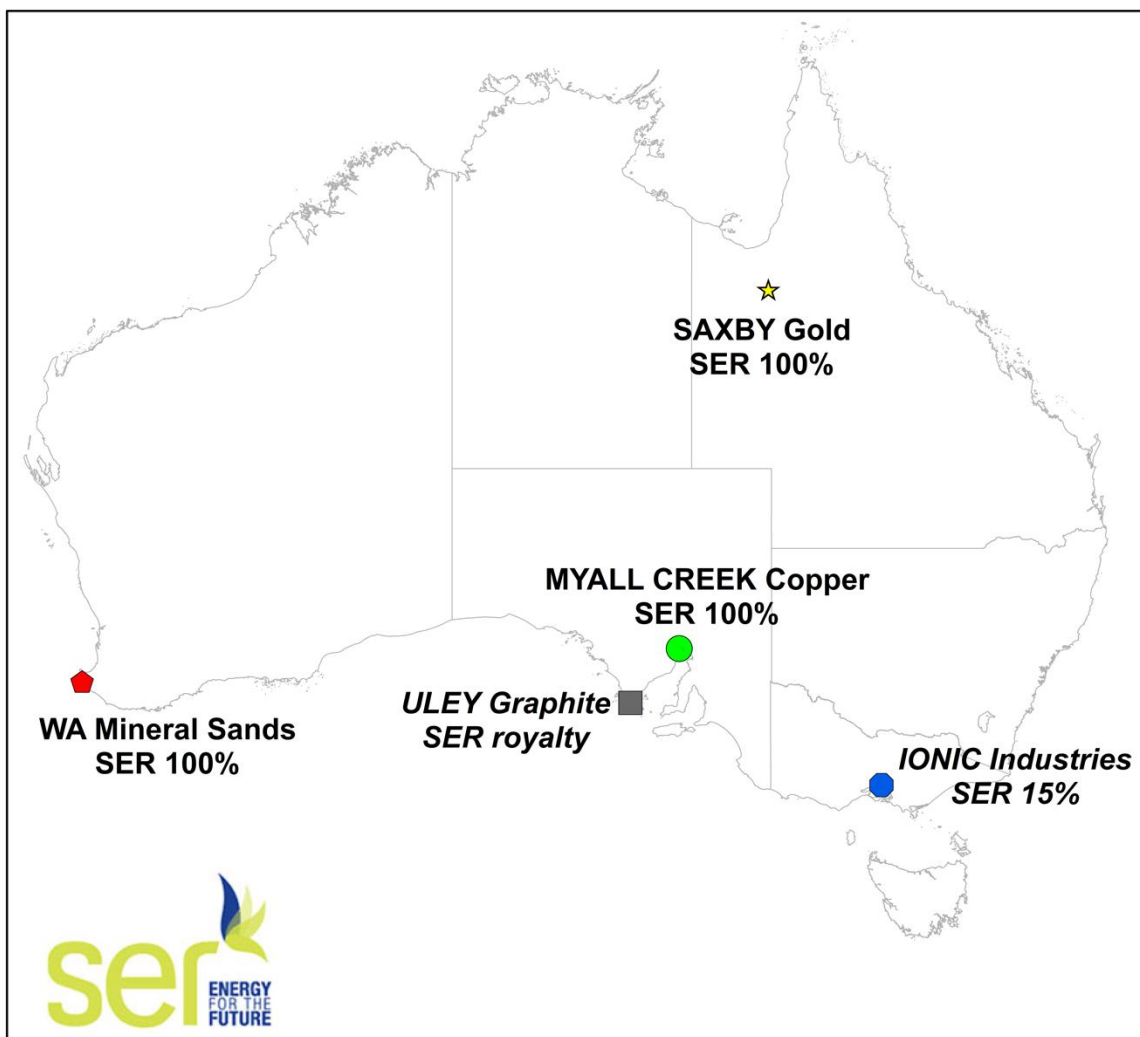 SAXBY Gold
SER 100%
MYALL CREEK Copper
SER 100%
ULEY Graphite
SER royalty
WA Mineral Sands
SER 100%
IONIC Industries
SER 15%
ser
ENERGY
FOR THE
FUTURE